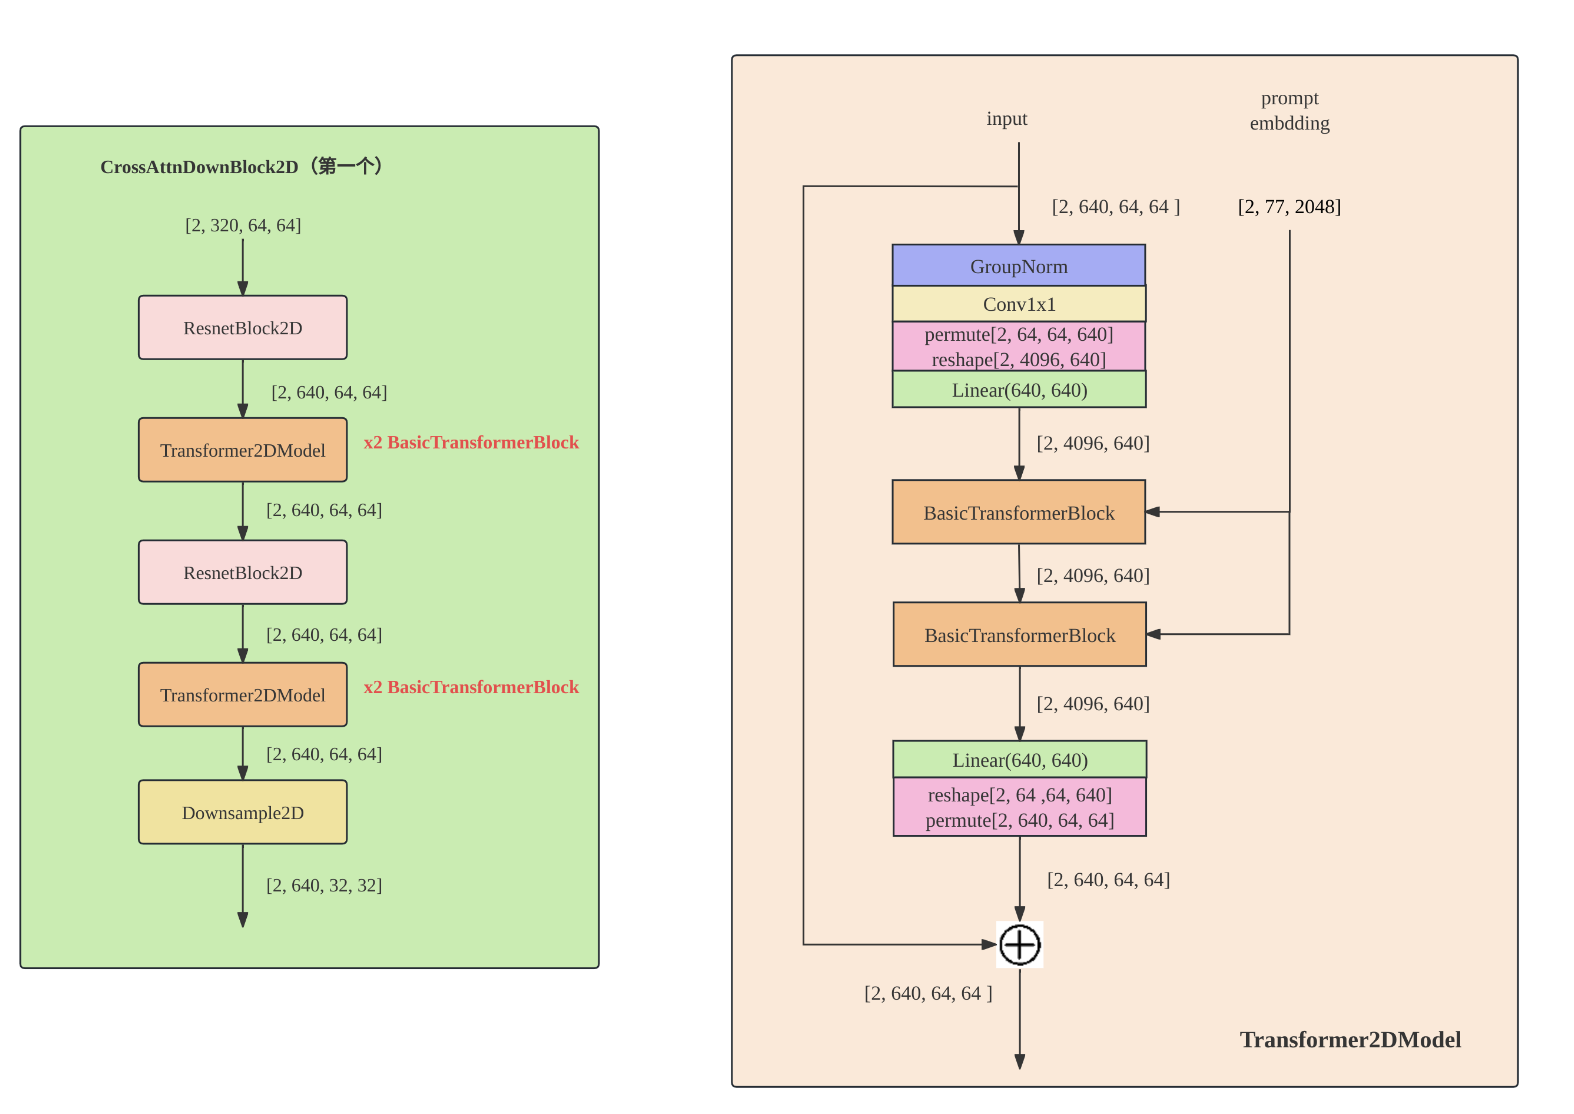 CrossAttnDownBlock2D（第一个）
[2, 320, 64, 64]
ResnetBlock2D
[2, 640, 64, 64]
Transformer2DModel
x2 BasicTransformerBlock
[2, 640, 64, 64]
ResnetBlock2D
[2, 640, 64, 64]
Transformer2DModel
x2 BasicTransformerBlock
[2, 640, 64, 64]
Downsample2D
[2, 640, 32, 32]
input
prompt
embdding
[2, 640, 64, 64 ]
[2, 77, 2048]
GroupNorm
Conv1x1
permute[2, 64, 64, 640]
reshape[2, 4096, 640]
Linear(640, 640)
[2, 4096, 640]
BasicTransformerBlock
[2, 4096, 640]
BasicTransformerBlock
[2, 4096, 640]
Linear(640, 640)
reshape[2, 64 ,64, 640]
permute[2, 640, 64, 64]
[2, 640, 64, 64]
[2, 640, 64, 64 ]
Transformer2DModel